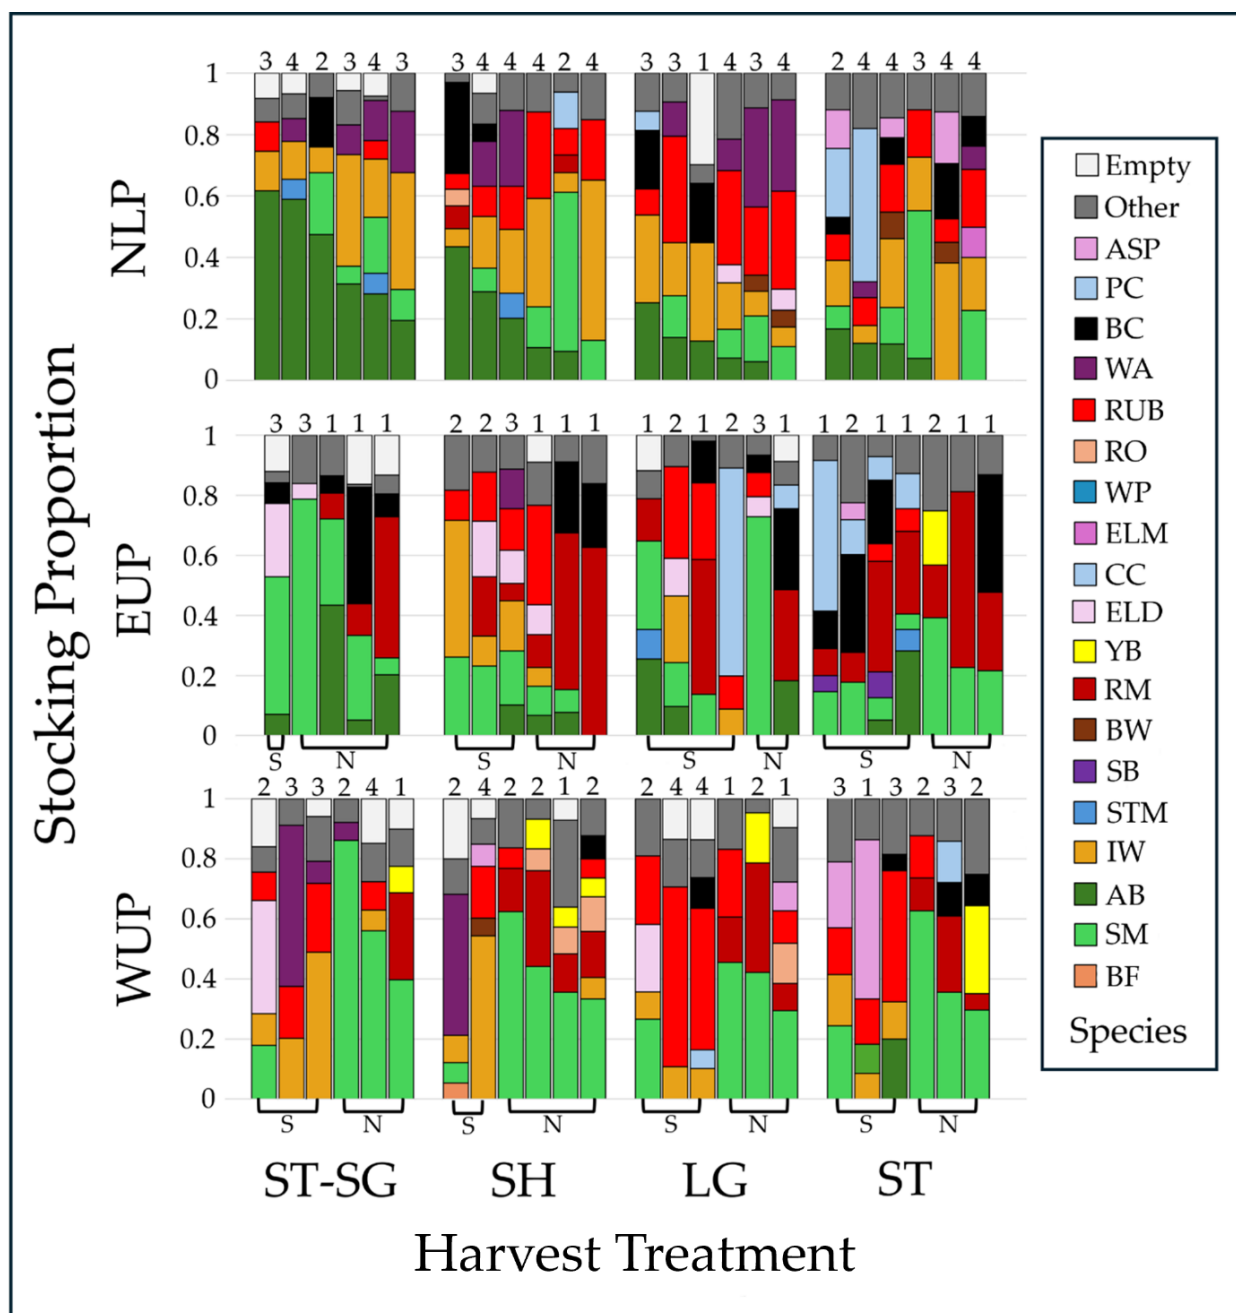 3 4 2 3 4 3 3 4 4 4 2 4 3 3 1 4 3 4 2 4 4 3 4 4
1
0.8
0.6
0.4
0.2
0
NLP
3 3 1 1 1 2 2 3 1 1 1 1 2 1 2 3 1 1 2 1 1 2 1 1
1
0.8
0.6
0.4
0.2
0
EUP
S N S N S N S N
2 3 3 2 4 1 2 4 2 2 1 2 2 4 4 1 2 1 3 1 3 2 3 2
1
0.8
0.6
0.4
0.2
0
WUP
S N S N S N S N
ST-SG SH LG ST
Harvest Treatment
Stocking Proportion
Empty
Other
ASP
PC
BC
WA
RUB
RO
WP
ELM
CC
ELD
YB
RM
BW
SB
STM
IW
AB
SM
BF
Species